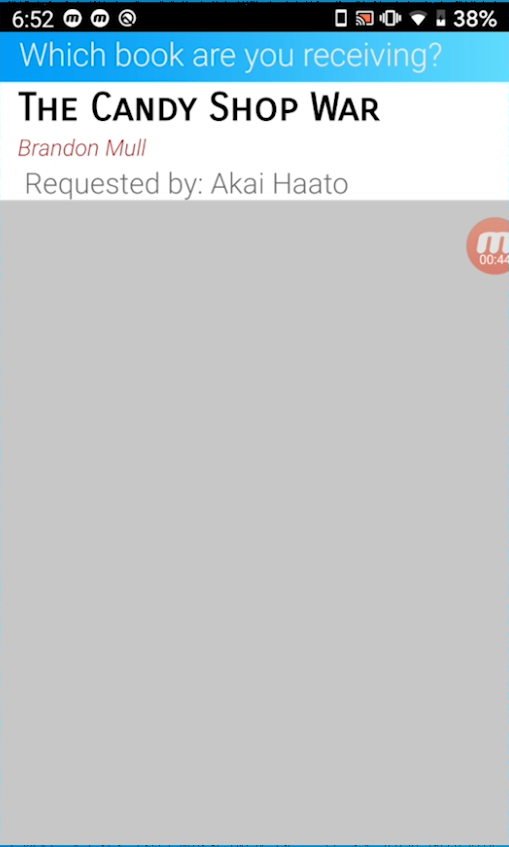 6:52 38%
Which book are you receiving?
The Candy Shop War
Brandon Mull
Requested by: Akai Haato
00:44